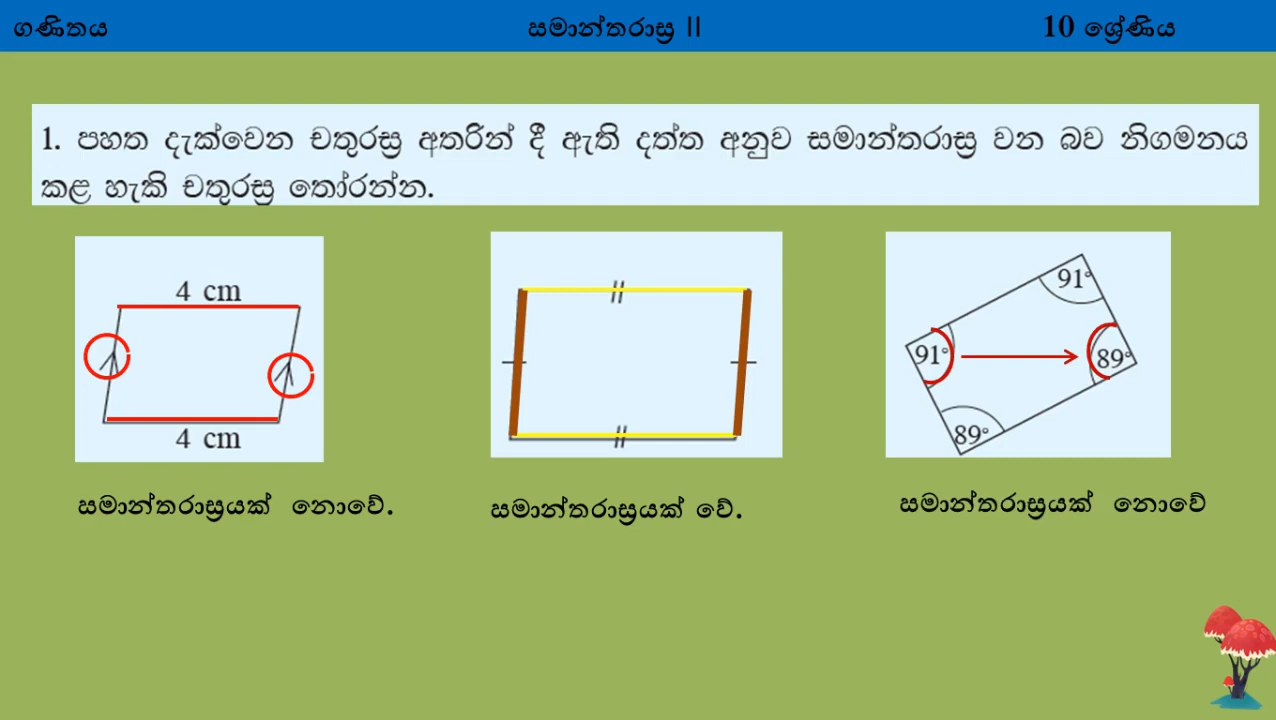 ගණිතය
සමාන්තරාස්‍ර II
10 ශ්‍රේණිය
1. පහත දැක්වෙන චතුරස්‍ර අතරින් දී ඇති දත්ත අනුව සමාන්තරාස්‍ර වන බව නිගමනය
කළ හැකි චතුරස්‍ර තෝරන්න.
4 cm
4 cm
91°
91°
89°
89°
සමාන්තරාස්‍රයක් නොවේ.
සමාන්තරාස්‍රයක් වේ.
සමාන්තරාස්‍රයක් නොවේ